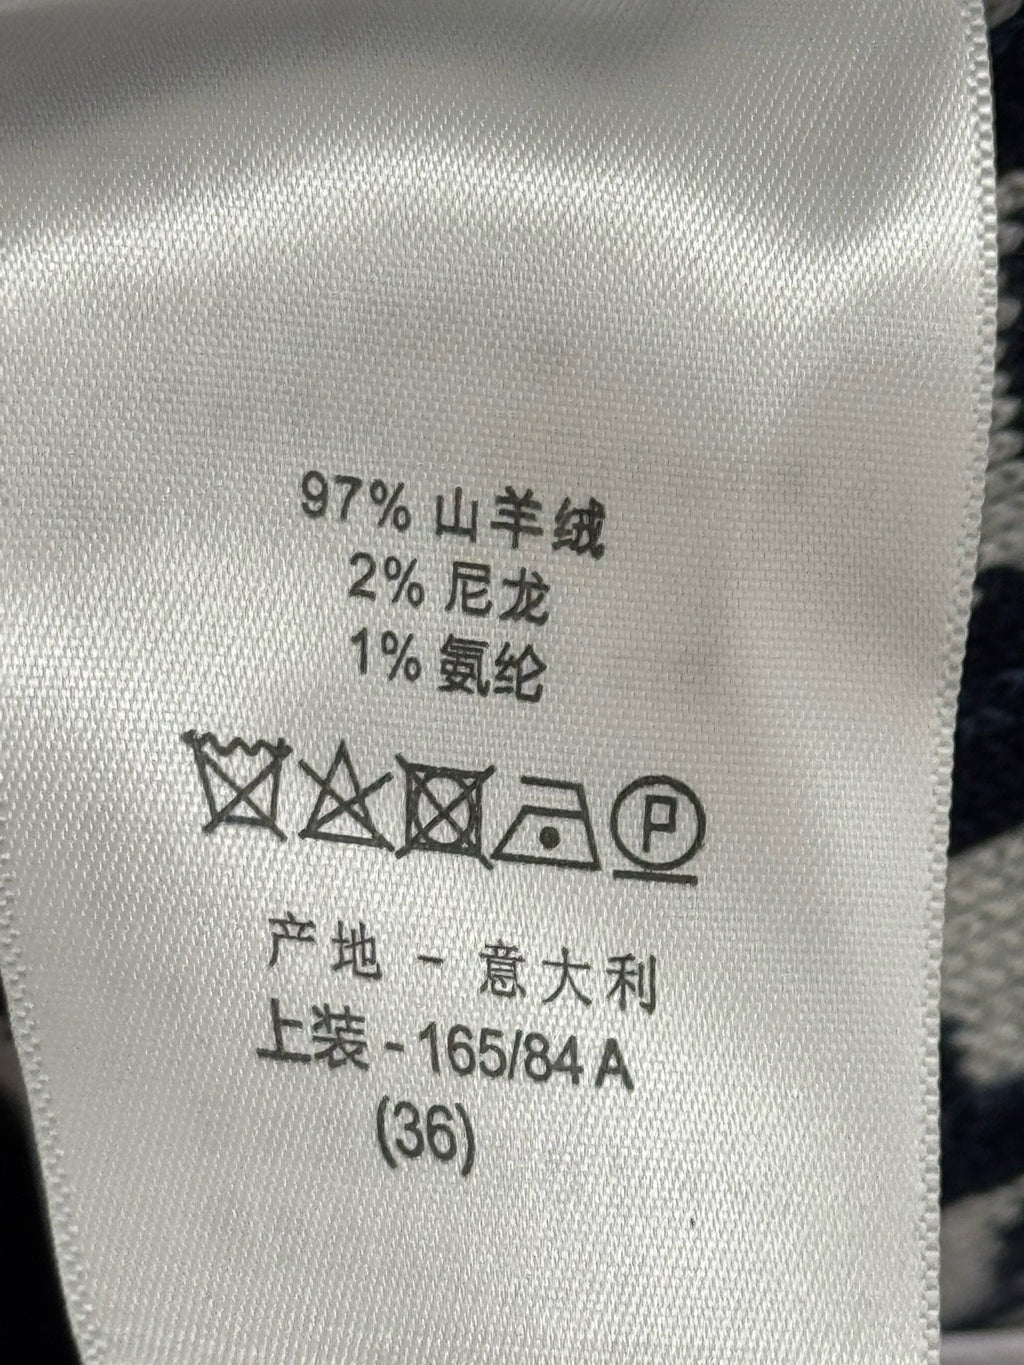 97% 山羊绒
2% 尼龙
1% 氨纶
P
产地 - 意大利
上装 - 165/84 A
(36)